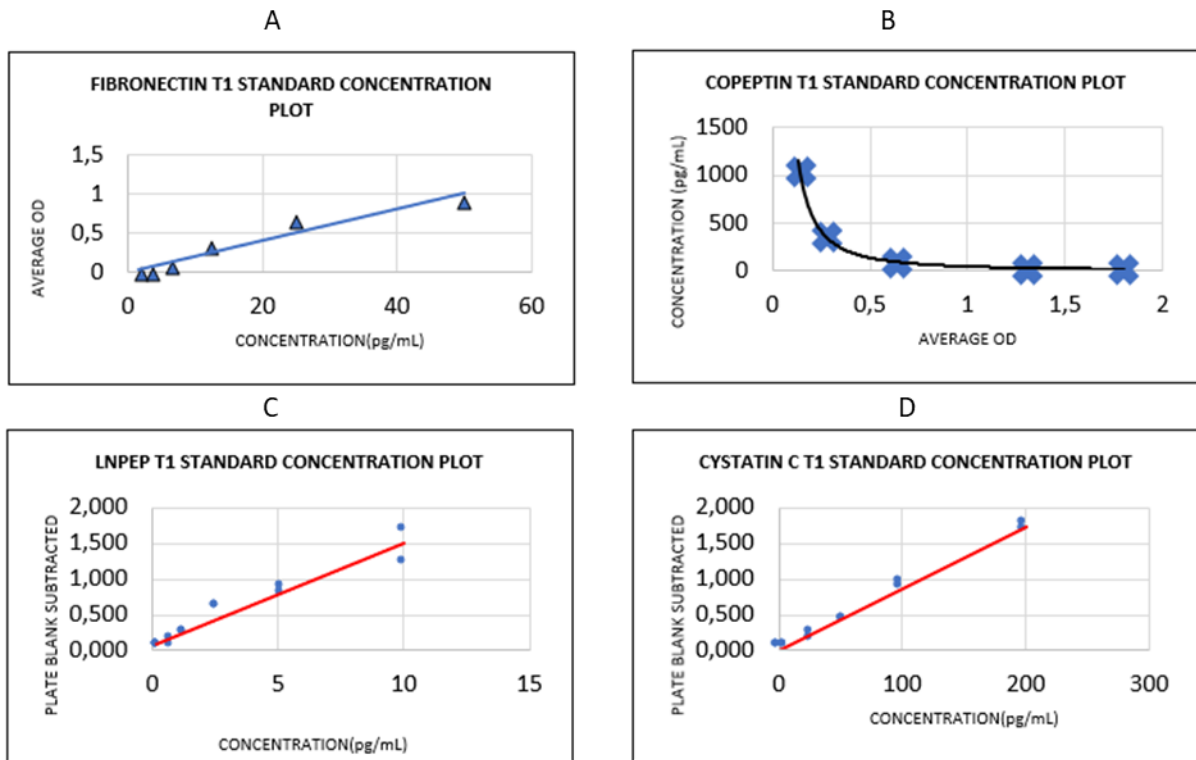 A
FIBRONECTIN T1 STANDARD CONCENTRATION
PLOT
AVERAGE OD
1,5
1
0,5
0
0 20 40 60
CONCENTRATION(pg/mL)
B
COPEPTIN T1 STANDARD CONCENTRATION PLOT
CONCENTRATION (pg/mL)
1500
1000
500
0
0 0,5 1 1,5 2
AVERAGE OD
C
LNPEP T1 STANDARD CONCENTRATION PLOT
PLATE BLANK SUBTRACTED
2,000
1,500
1,000
0,500
0,000
0 5 10 15
CONCENTRATION(pg/mL)
D
CYSTATIN C T1 STANDARD CONCENTRATION PLOT
PLATE BLANK SUBTRACTED
2,000
1,500
1,000
0,500
0,000
0 100 200 300
CONCENTRATION(pg/mL)